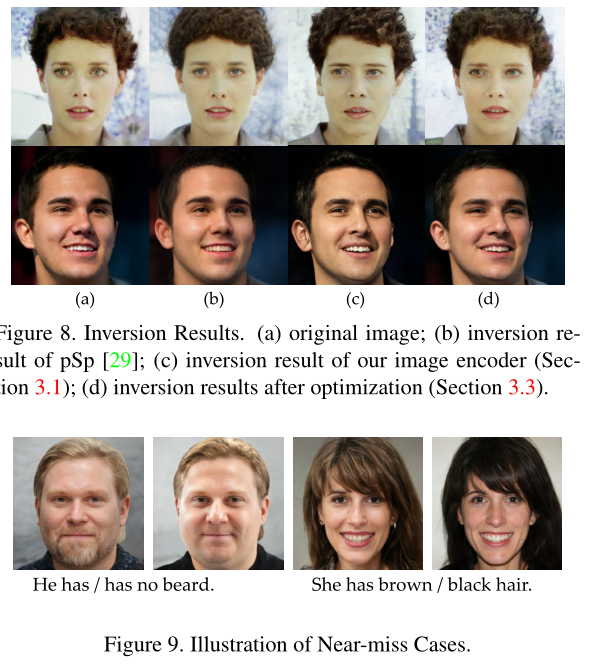 (a) (b) (c) (d)
Figure 8. Inversion Results. (a) original image; (b) inversion re-
sult of pSp [29]; (c) inversion result of our image encoder (Sec-
tion 3.1); (d) inversion results after optimization (Section 3.3).
He has / has no beard. She has brown / black hair.
Figure 9. Illustration of Near-miss Cases.